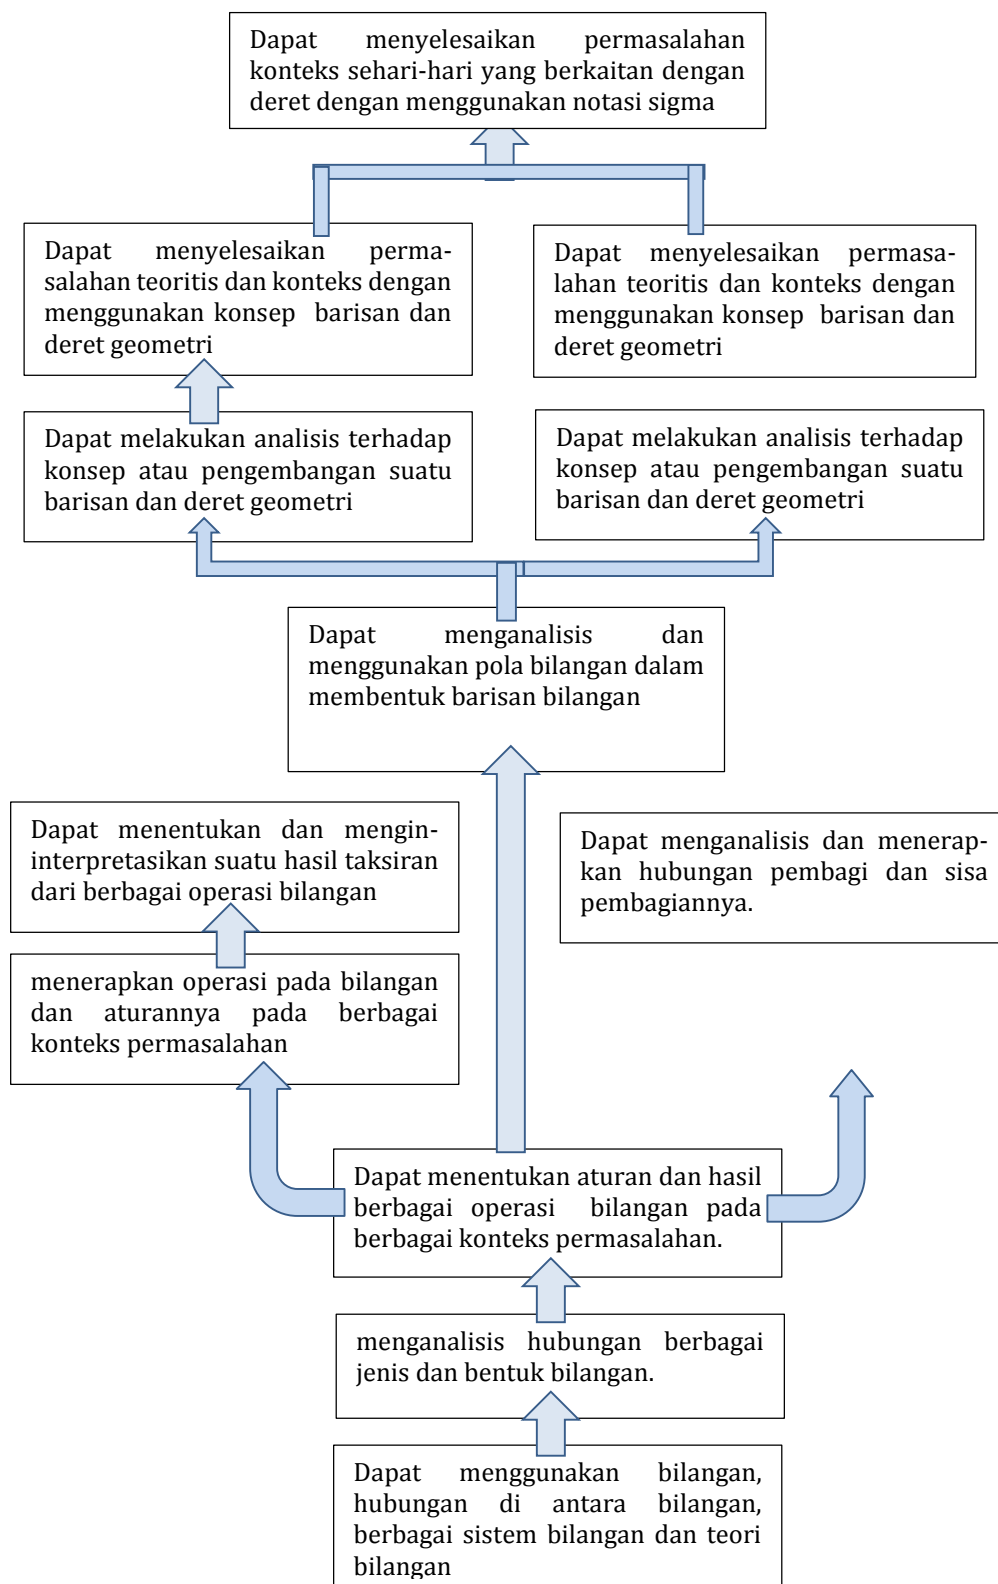 Dapat menyelesaikan permasalahan
konteks sehari-hari yang berkaitan dengan
deret dengan menggunakan notasi sigma
Dapat menyelesaikan perma-
salahan teoritis dan konteks dengan
menggunakan konsep barisan dan
deret geometri
Dapat menyelesaikan permasa-
lahan teoritis dan konteks dengan
menggunakan konsep barisan dan
deret geometri
Dapat melakukan analisis terhadap
konsep atau pengembangan suatu
barisan dan deret geometri
Dapat melakukan analisis terhadap
konsep atau pengembangan suatu
barisan dan deret geometri
Dapat menganalisis dan
menggunakan pola bilangan dalam
membentuk barisan bilangan
Dapat menentukan dan mengin-
interpretasikan suatu hasil taksiran
dari berbagai operasi bilangan
Dapat menganalisis dan menerap-
kan hubungan pembagi dan sisa
pembagiannya.
menerapkan operasi pada bilangan
dan aturannya pada berbagai
konteks permasalahan
Dapat menentukan aturan dan hasil
berbagai operasi bilangan pada
berbagai konteks permasalahan.
menganalisis hubungan berbagai
jenis dan bentuk bilangan.
Dapat menggunakan bilangan,
hubungan di antara bilangan,
berbagai sistem bilangan dan teori
bilangan